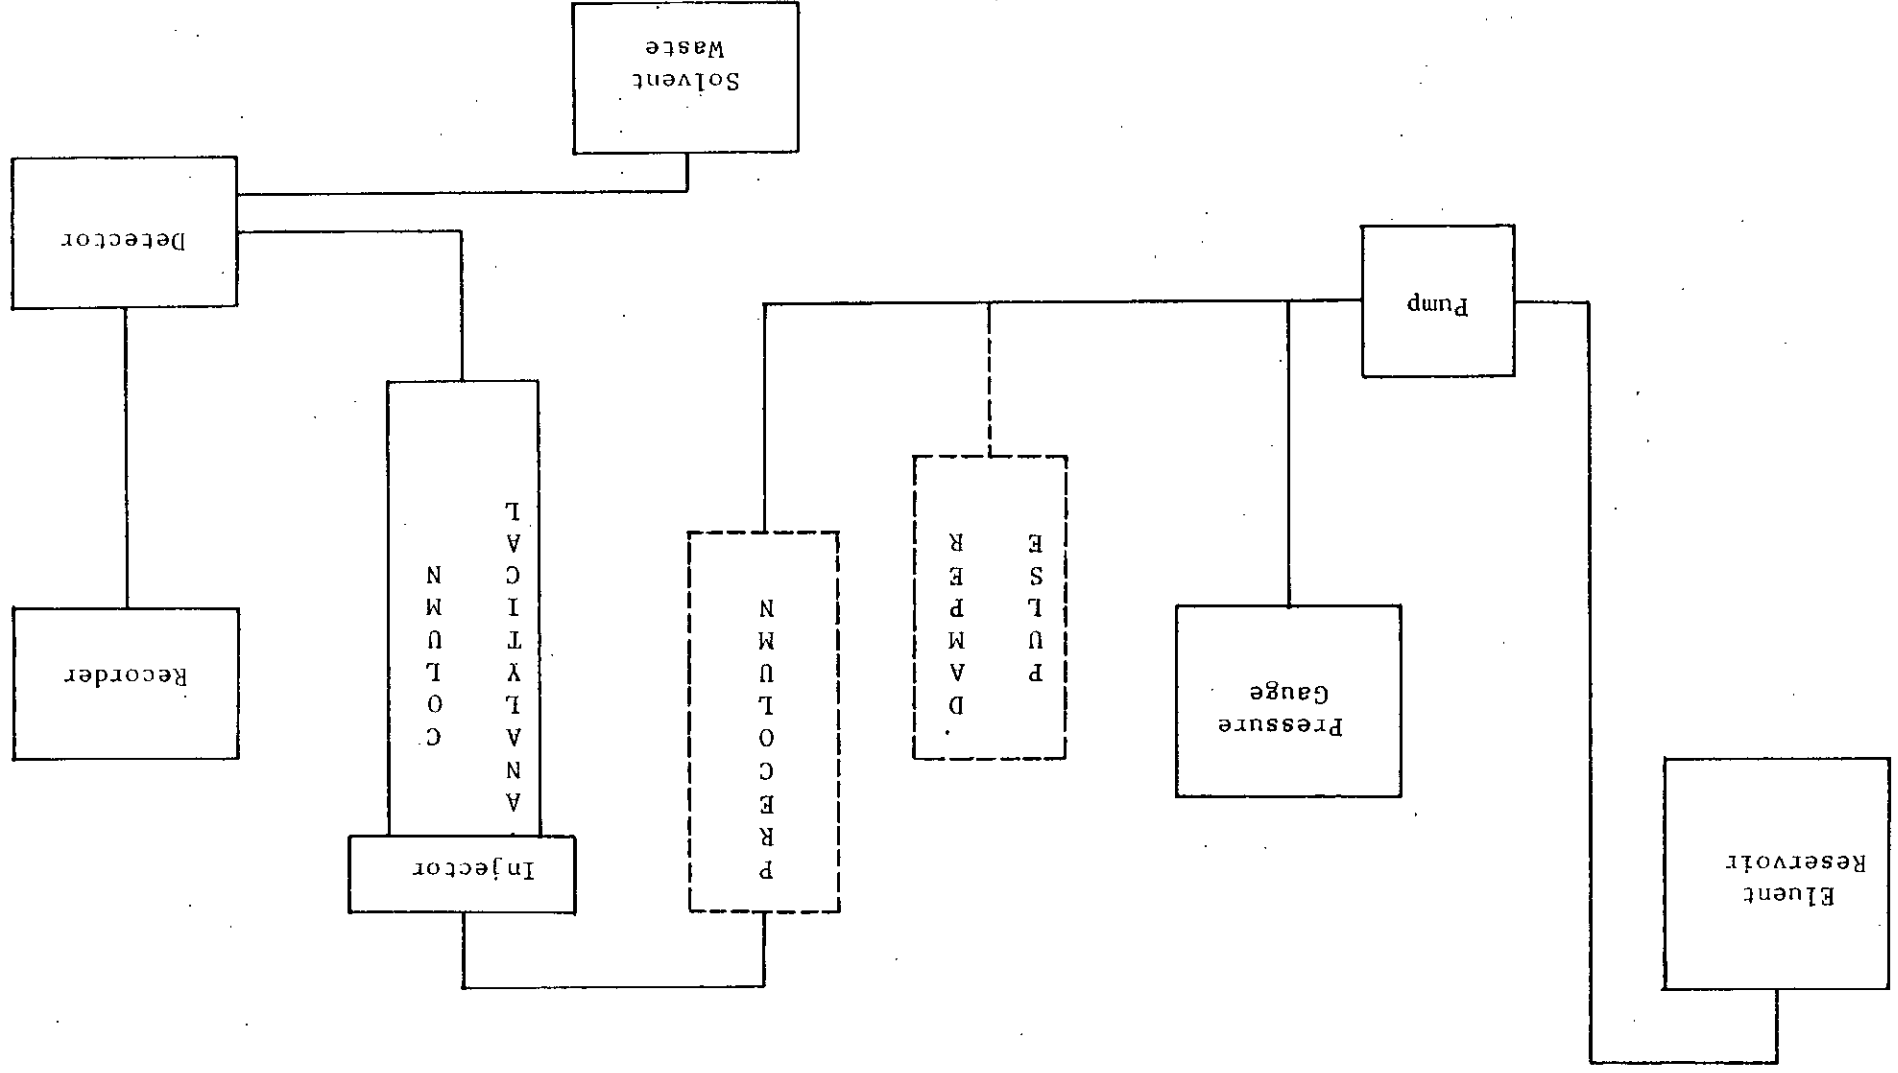 Eluent
Reservoir
Pressure
Gauge
Pump
PULSE
DAMPER
PRECOLUMN
Injector
ANALYTICAL
COLUMN
Recorder
Detector
Solvent
Waste